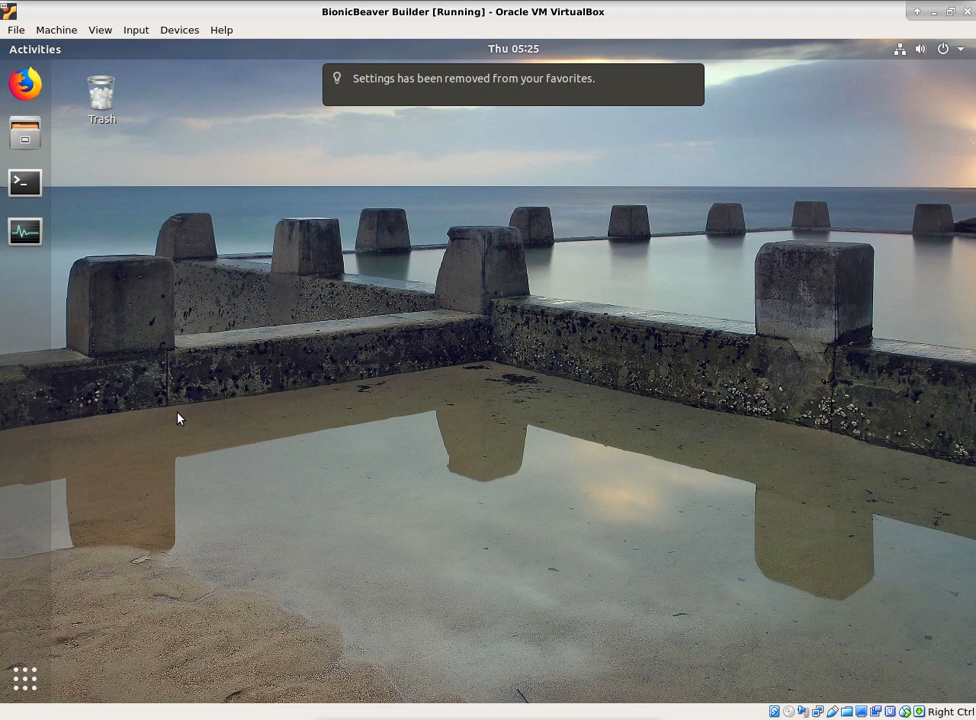 BionicBeaver Builder [Running] - Oracle VM VirtualBox
File Machine View Input Devices Help
Activities
Thu 05:25
Settings has been removed from your favorites.
Trash
Right Ctrl